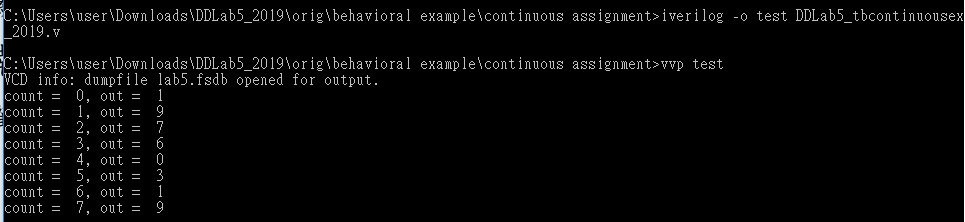 C:\Users\user\Downloads\DDLab5_2019\orig\behavioral example\continuous assignment>iverilog -o test DDLab5_tbcontinuousex
_2019.v
C:\Users\user\Downloads\DDLab5_2019\orig\behavioral example\continuous assignment>vvp test
VCD info: dumpfile lab5.fsdb opened for output.
count =  0, out =  1
count =  1, out =  9
count =  2, out =  7
count =  3, out =  6
count =  4, out =  0
count =  5, out =  3
count =  6, out =  1
count =  7, out =  9